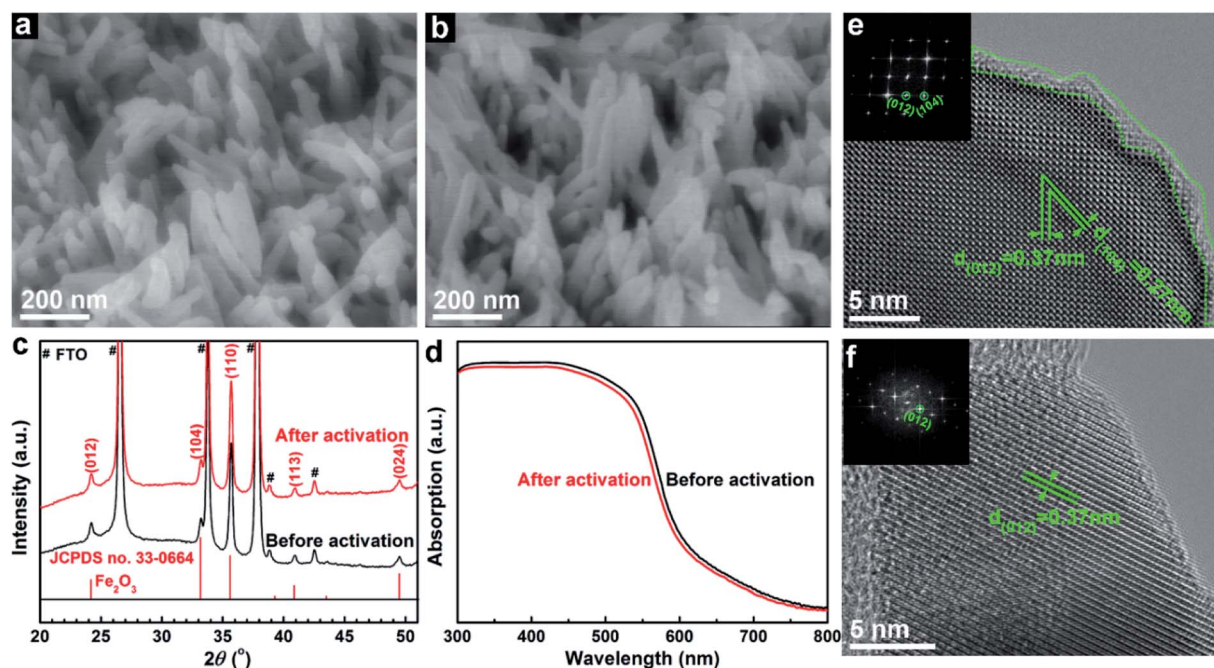 a
200 nm
b
200 nm
c
# FTO
#
#
#
(110)
After activation
(012)
(104)
#
(113)
#
(024)
Before activation
JCPDS no. 33-0664
Fe₂O₃
Intensity (a.u.)
20 25 30 35 40 45 50
2θ (°)
d
After activation
Before activation
Absorption (a.u.)
300 400 500 600 700 800
Wavelength (nm)
e
(012) (104)
d(012)=0.37nm
d(104)=0.27nm
5 nm
f
(012)
d(012)=0.37nm
5 nm